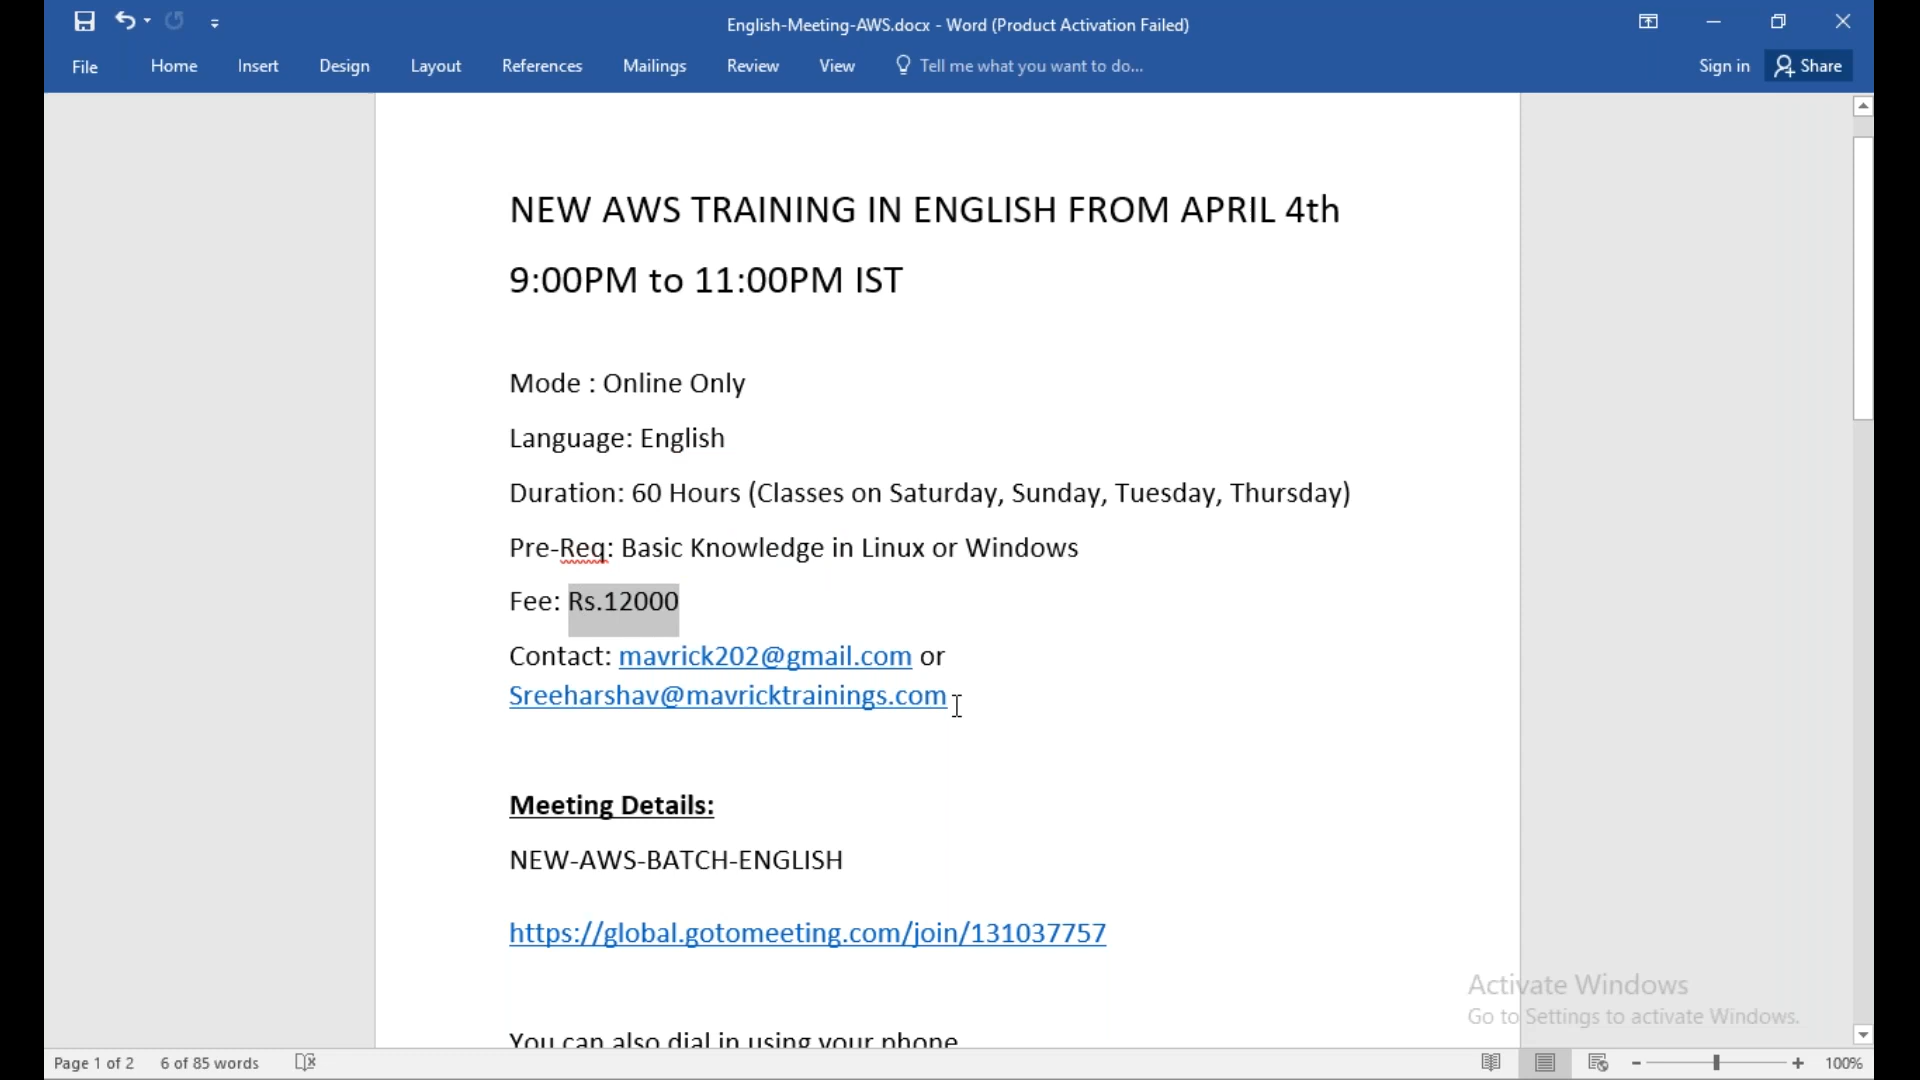 English-Meeting-AWS.docx - Word (Product Activation Failed)
File Home Insert Design Layout References Mailings Review View Tell me what you want to do... Sign in Share
NEW AWS TRAINING IN ENGLISH FROM APRIL 4th
9:00PM to 11:00PM IST
Mode : Online Only
Language: English
Duration: 60 Hours (Classes on Saturday, Sunday, Tuesday, Thursday)
Pre-Req: Basic Knowledge in Linux or Windows
Fee: Rs.12000
Contact: mavrick202@gmail.com or
Sreeharshav@mavricktrainings.com
Meeting Details:
NEW-AWS-BATCH-ENGLISH
https://global.gotomeeting.com/join/131037757
You can also dial in using your phone
Activate Windows
Go to Settings to activate Windows.
Page 1 of 2 6 of 85 words 100%